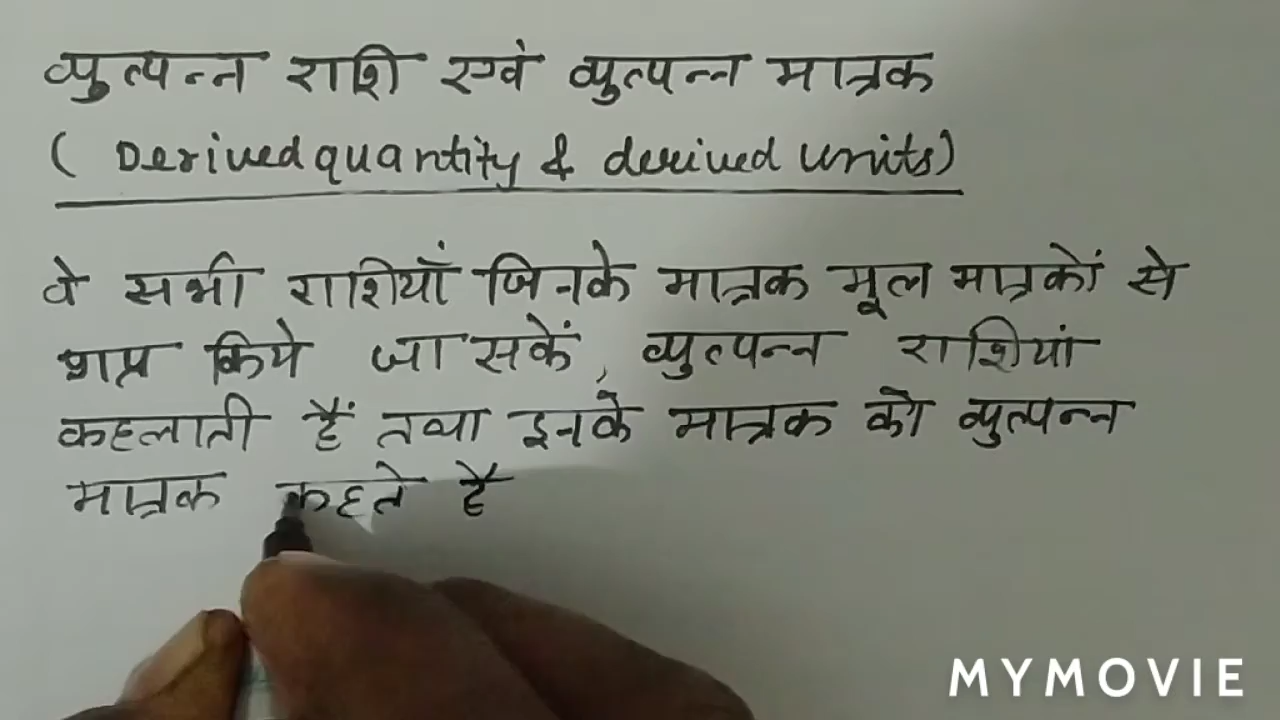 व्युत्पन्न राशि एवं व्युत्पन्न मात्रक
( Derived quantity & derived units)
वे सभी राशियाँ जिनके मात्रक मूल मात्रकों से
प्राप्त किये जा सकें, व्युत्पन्न राशियां
कहलाती हैं तथा इनके मात्रक को व्युत्पन्न
मात्रक कहते है
MYMOVIE